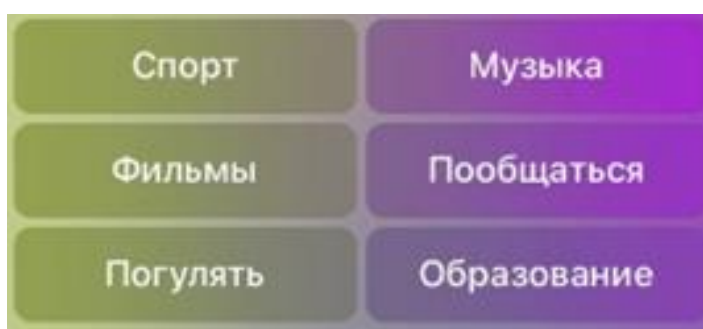 Спорт
Музыка
Фильмы
Пообщаться
Погулять
Образование